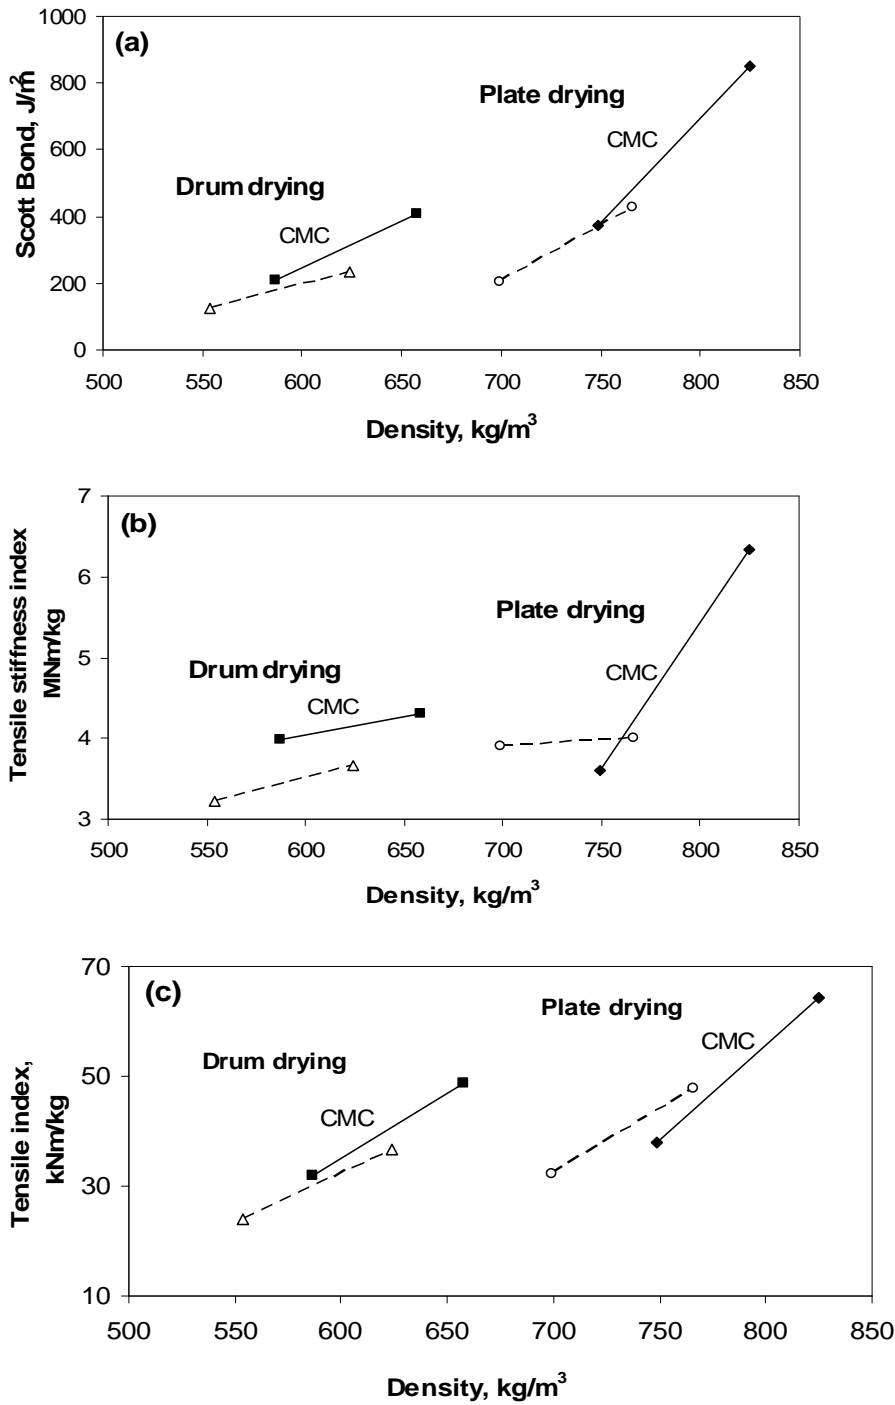 (a)
1000
800
600
400
200
0
Scott Bond, J/m²
Plate drying
CMC
Drum drying
CMC
500 550 600 650 700 750 800 850
Density, kg/m³
(b)
7
6
5
4
3
Tensile stiffness index
MNm/kg
Plate drying
Drum drying
CMC
CMC
500 550 600 650 700 750 800 850
Density, kg/m³
(c)
70
50
30
10
Tensile index,
kNm/kg
Plate drying
CMC
Drum drying
CMC
500 550 600 650 700 750 800 850
Density, kg/m³